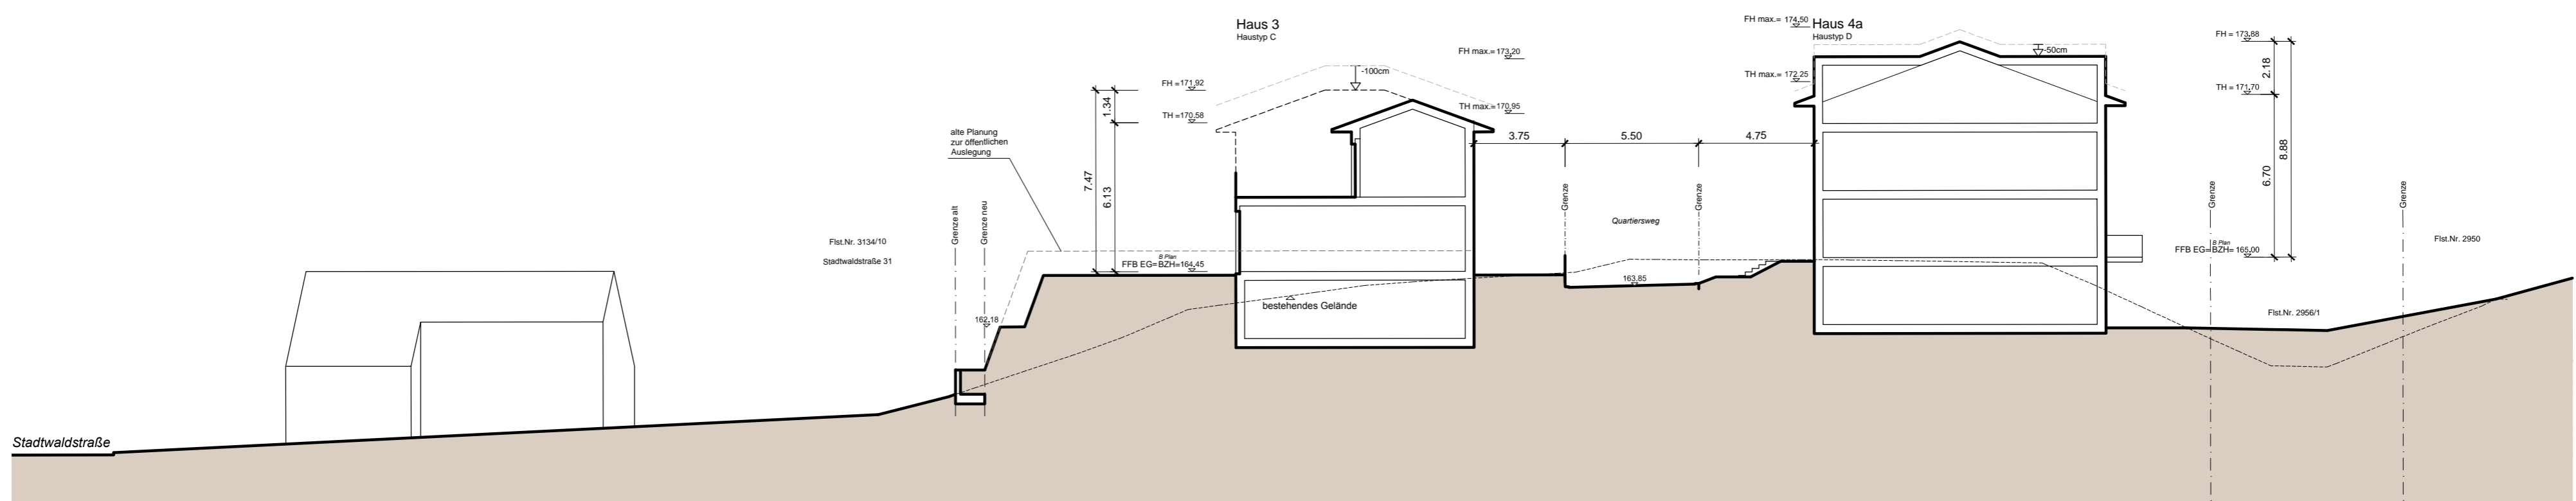 Haus 3
Haustyp C
FH max.= 174,50
Haus 4a
Haustyp D
FH = 173.88
FH max.= 173,20
-50cm
-100cm
2.18
FH =171,92
TH max.= 172.25
TH = 171,70
1.34
TH max.=170,95
TH =170,58
alte Planung
zur öffentlichen
Auslegung
3.75
5.50
4.75
8.88
7.47
6.13
6.70
Grenze alt
Grenze neu
Grenze
Grenze
Grenze
Grenze
Quartiersweg
Flst.Nr. 3134/10
Stadtwaldstraße 31
Flst.Nr. 2950
B Plan
FFB EG=BZH= 165,00
B Plan
FFB EG=BZH=164,45
163,85
bestehendes Gelände
162,18
Flst.Nr. 2956/1
Stadtwaldstraße